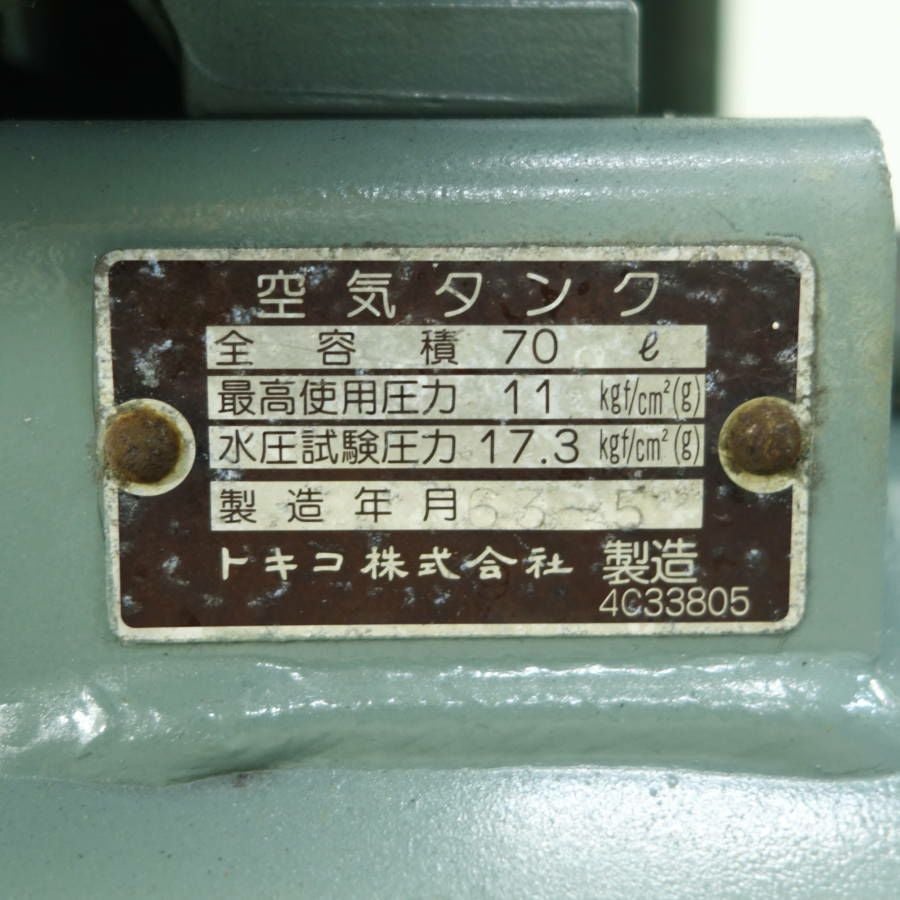 空気タンク
全容積 70 ℓ
最高使用圧力 11 kgf/cm²(g)
水圧試験圧力 17.3 kgf/cm²(g)
製造年月 63-5
トキコ株式会社 製造
4C33805